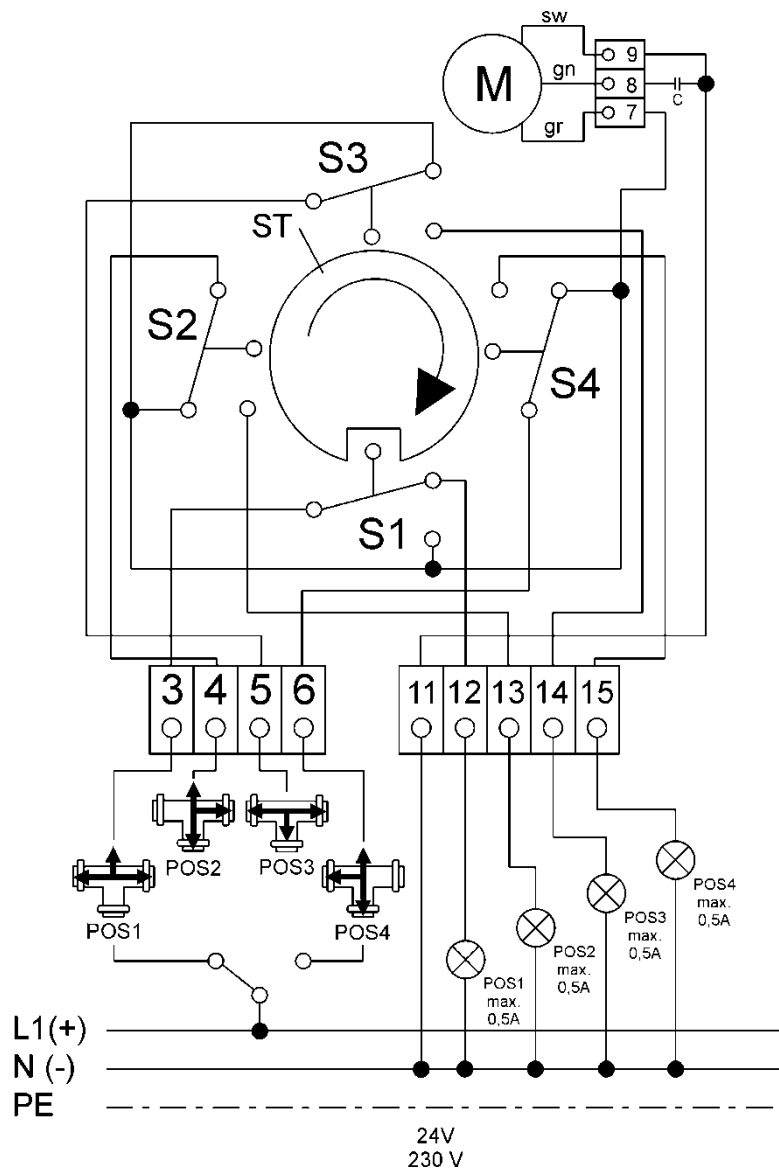 sw
9
gn
M
8
C
gr
7
S3
ST
S2
S4
S1
3 4 5 6
11 12 13 14 15
POS2
POS3
POS1
POS4
POS4
max.
0,5A
POS3
max.
0,5A
POS2
max.
0,5A
POS1
max.
0,5A
L1(+)
N (-)
PE
24V
230 V